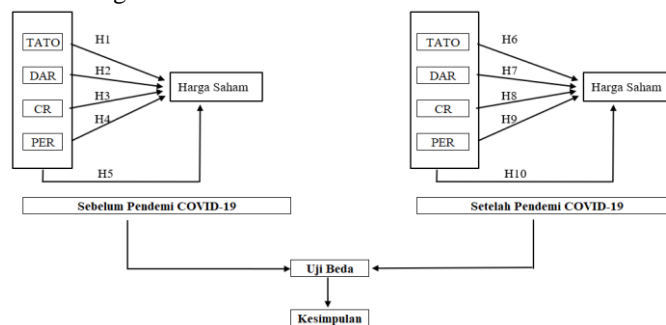 TATO
H1
DAR
H2
Harga Saham
CR
H3
PER
H4
H5
Sebelum Pendemi COVID-19
TATO
H6
DAR
H7
Harga Saham
CR
H8
PER
H9
H10
Setelah Pendemi COVID-19
Uji Beda
Kesimpulan